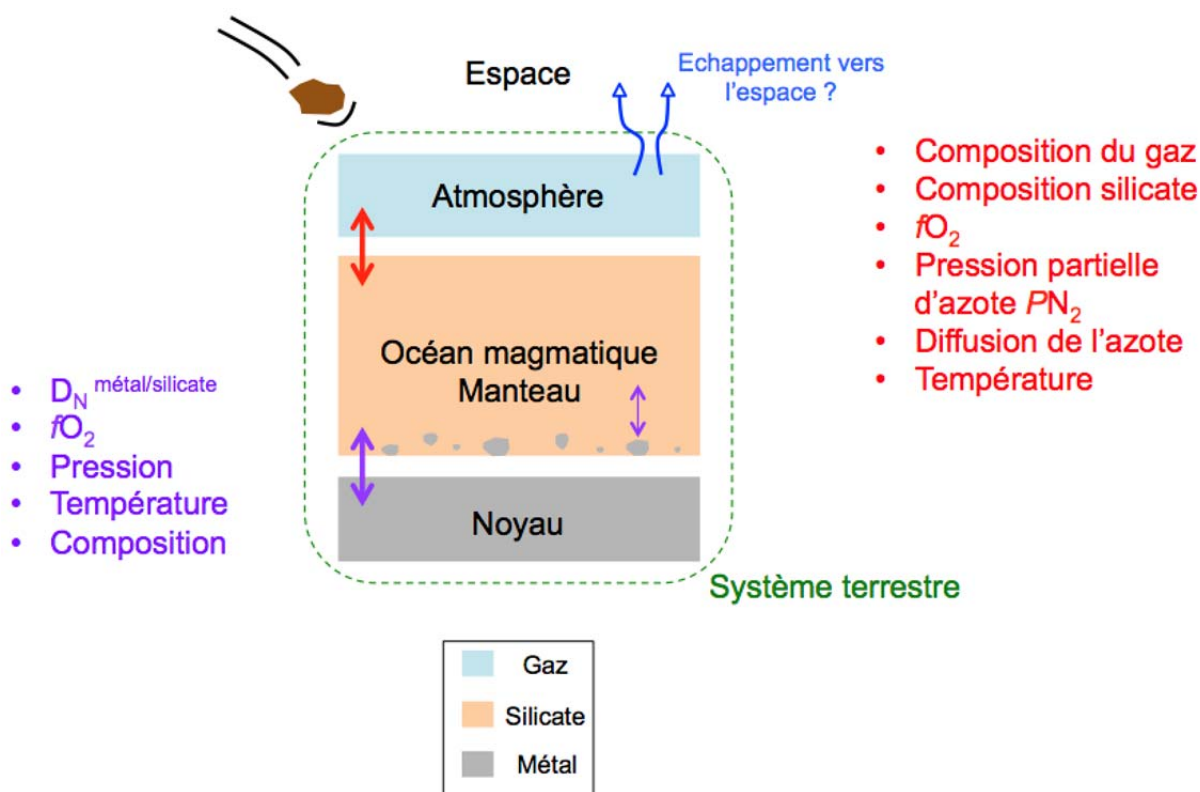 Espace
Echappement vers
l'espace ?
Atmosphère
Océan magmatique
Manteau
Noyau
Système terrestre
• Composition du gaz
• Composition silicate
• fO₂
• Pression partielle
d'azote PN₂
• Diffusion de l'azote
• Température
• D_N métal/silicate
• fO₂
• Pression
• Température
• Composition
Gaz
Silicate
Métal